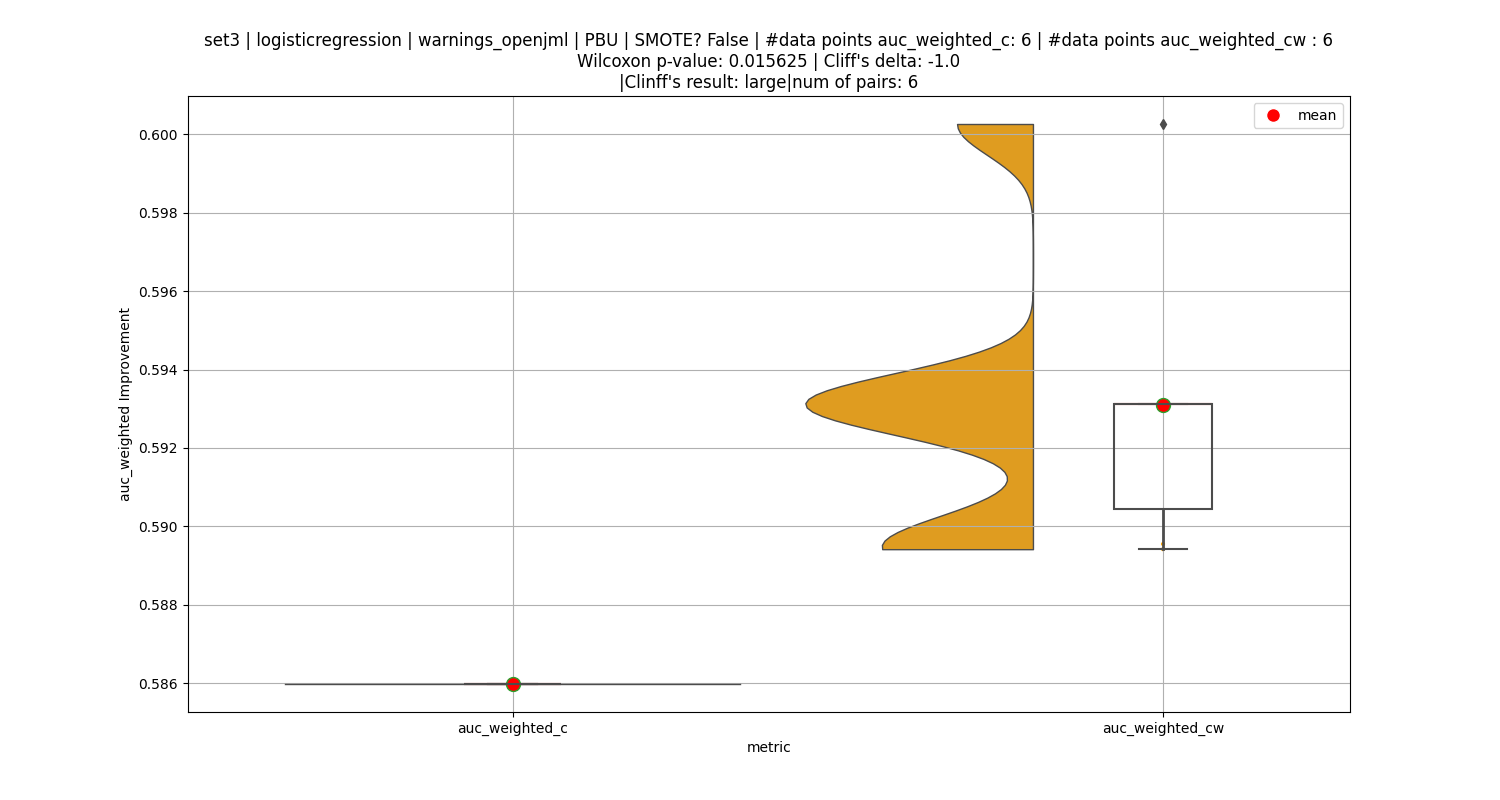 set3 | logisticregression | warnings_openjml | PBU | SMOTE? False | #data points auc_weighted_c: 6 | #data points auc_weighted_cw : 6
Wilcoxon p-value: 0.015625 | Cliff's delta: -1.0
|Clinff's result: large|num of pairs: 6
mean
0.600
0.598
0.596
0.594
0.592
0.590
0.588
0.586
auc_weighted Improvement
auc_weighted_c
auc_weighted_cw
metric